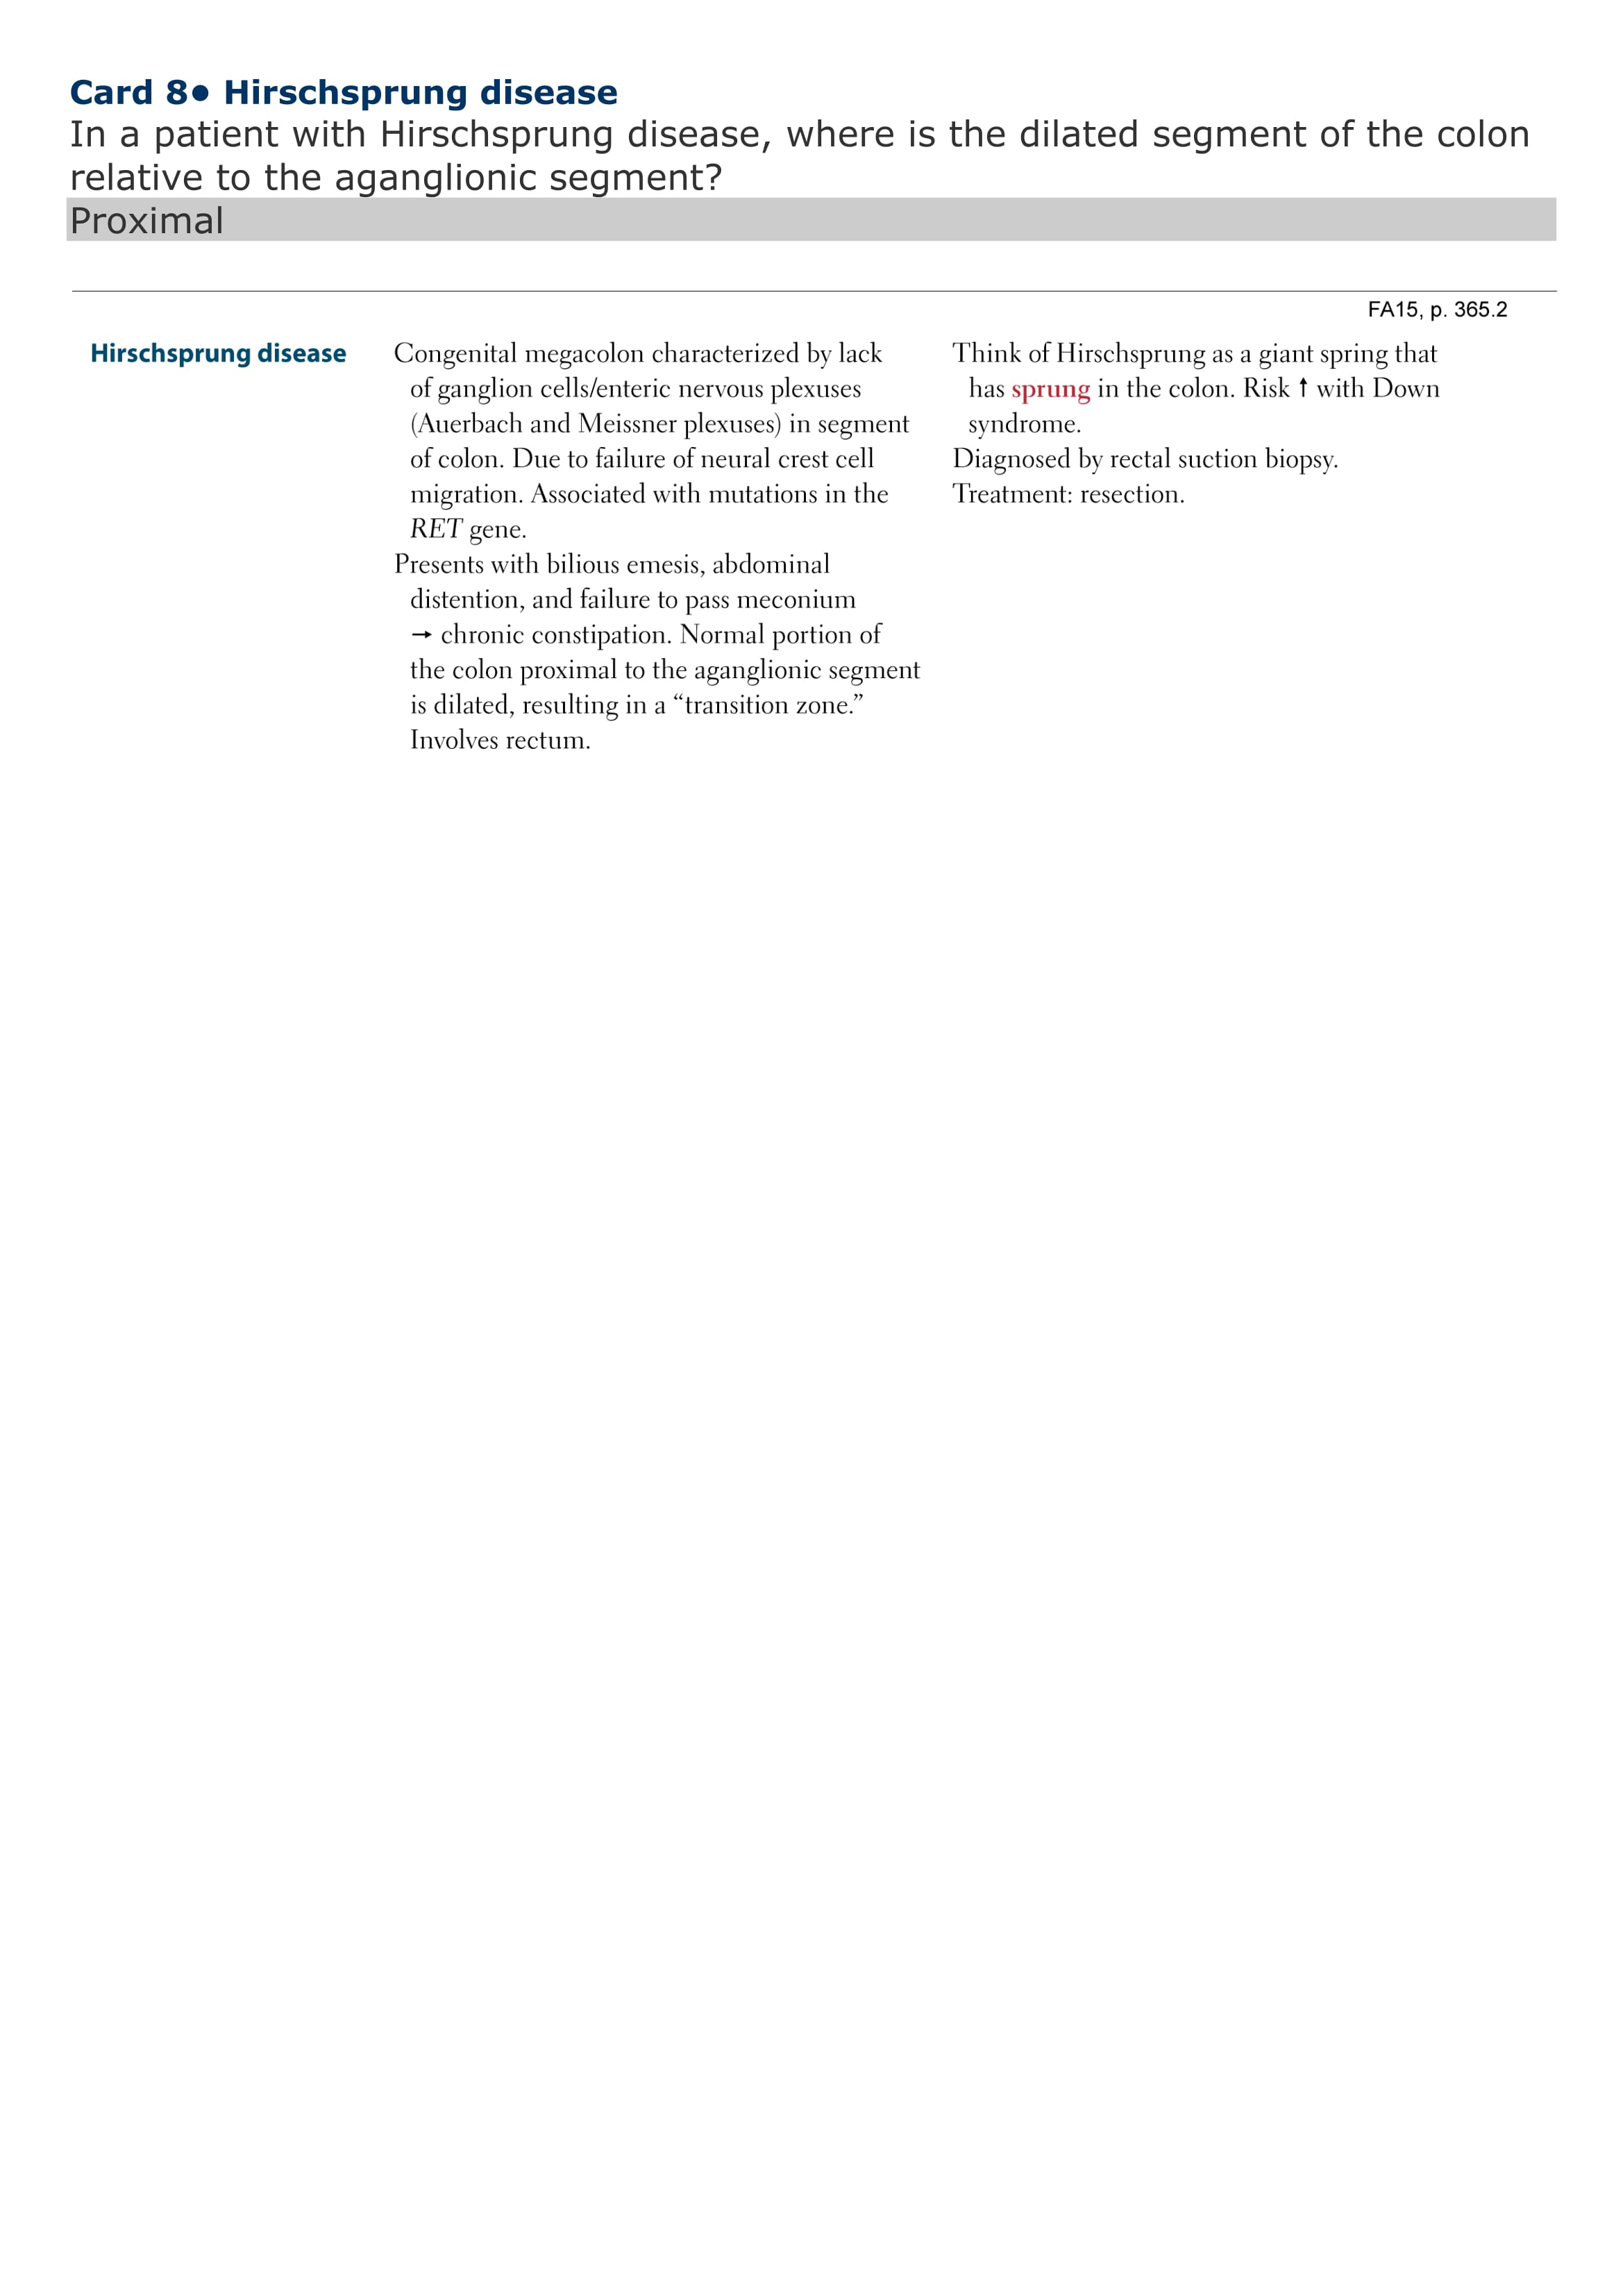 Card 8• Hirschsprung disease
In a patient with Hirschsprung disease, where is the dilated segment of the colon
relative to the aganglionic segment?
Proximal
FA15, p. 365.2
Hirschsprung disease
Congenital megacolon characterized by lack
of ganglion cells/enteric nervous plexuses
(Auerbach and Meissner plexuses) in segment
of colon. Due to failure of neural crest cell
migration. Associated with mutations in the
RET gene.
Presents with bilious emesis, abdominal
distention, and failure to pass meconium
→ chronic constipation. Normal portion of
the colon proximal to the aganglionic segment
is dilated, resulting in a “transition zone.”
Involves rectum.
Think of Hirschsprung as a giant spring that
has sprung in the colon. Risk ↑ with Down
syndrome.
Diagnosed by rectal suction biopsy.
Treatment: resection.